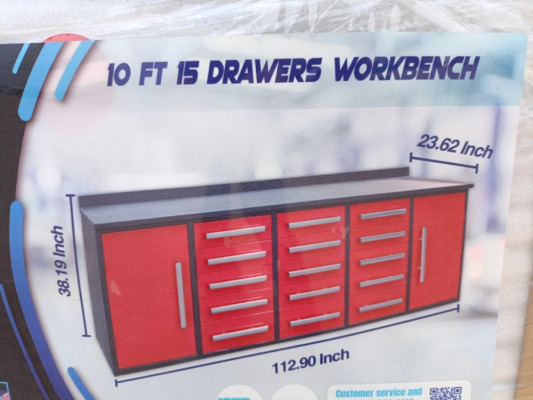 10 FT 15 DRAWERS WORKBENCH
23.62 Inch
38.19 Inch
112.90 Inch
Customer service and